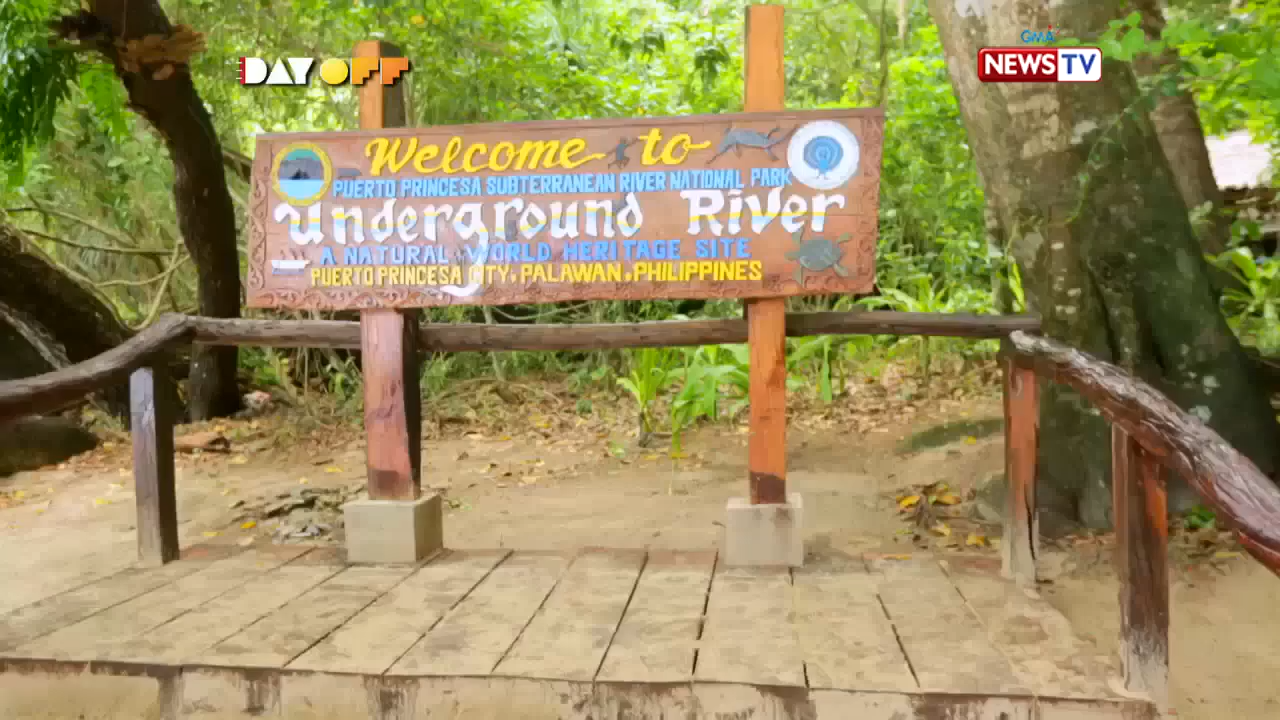 DAY OFF
GMA
NEWS TV
Welcome to
PUERTO PRINCESA SUBTERRANEAN RIVER NATIONAL PARK
Underground River
A NATURAL WORLD HERITAGE SITE
PUERTO PRINCESA CITY, PALAWAN, PHILIPPINES